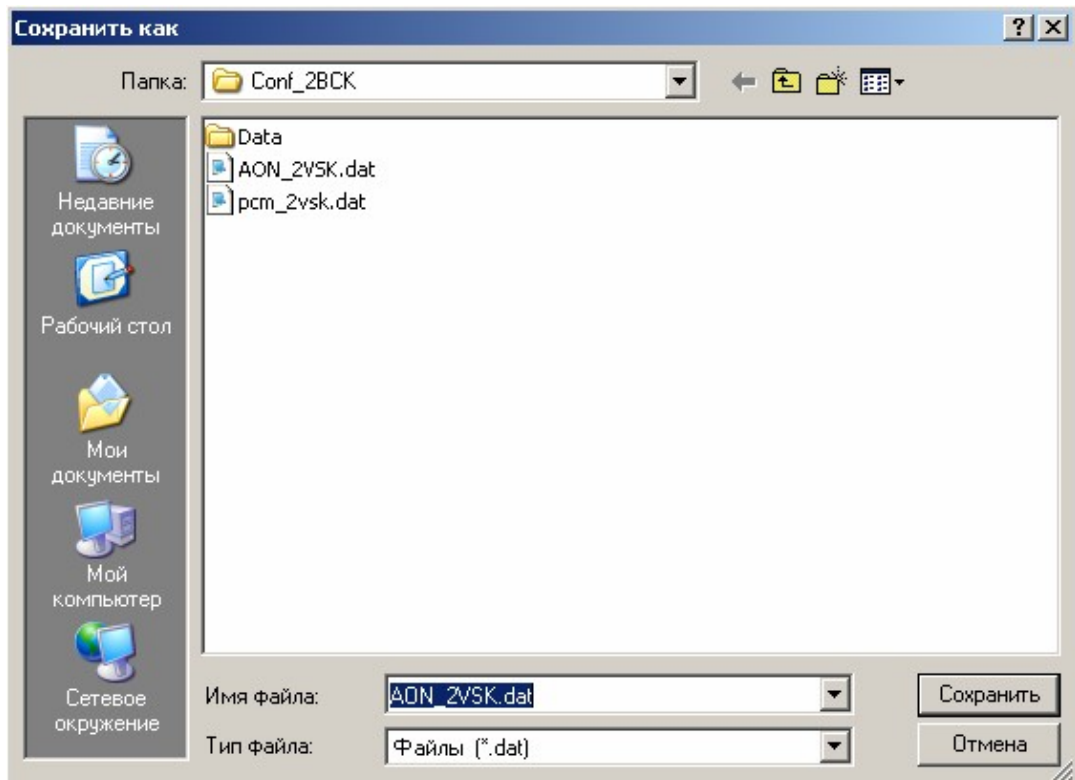 Сохранить как
Папка: Conf_2ВСК
Недавние
документы
Рабочий стол
Мои
документы
Мой
компьютер
Сетевое
окружение
Data
AON_2VSK.dat
pcm_2vsk.dat
Имя файла: AON_2VSK.dat
Сохранить
Тип файла: Файлы (*.dat)
Отмена